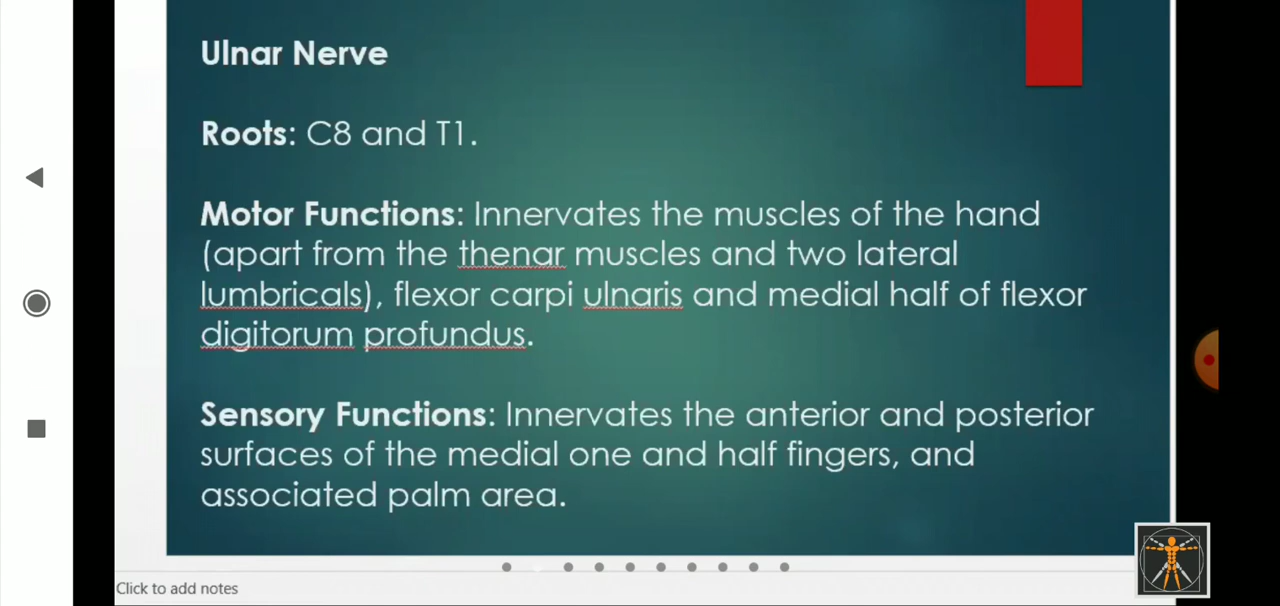 Ulnar Nerve
Roots: C8 and T1.
Motor Functions: Innervates the muscles of the hand
(apart from the thenar muscles and two lateral
lumbricals), flexor carpi ulnaris and medial half of flexor
digitorum profundus.
Sensory Functions: Innervates the anterior and posterior
surfaces of the medial one and half fingers, and
associated palm area.
Click to add notes